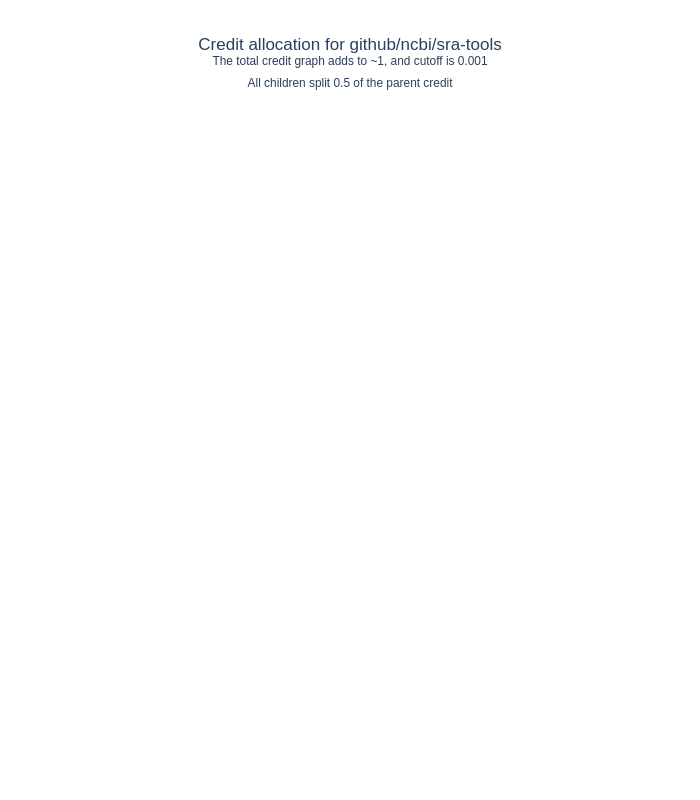 Credit allocation for github/ncbi/sra-tools
The total credit graph adds to ~1, and cutoff is 0.001
All children split 0.5 of the parent credit